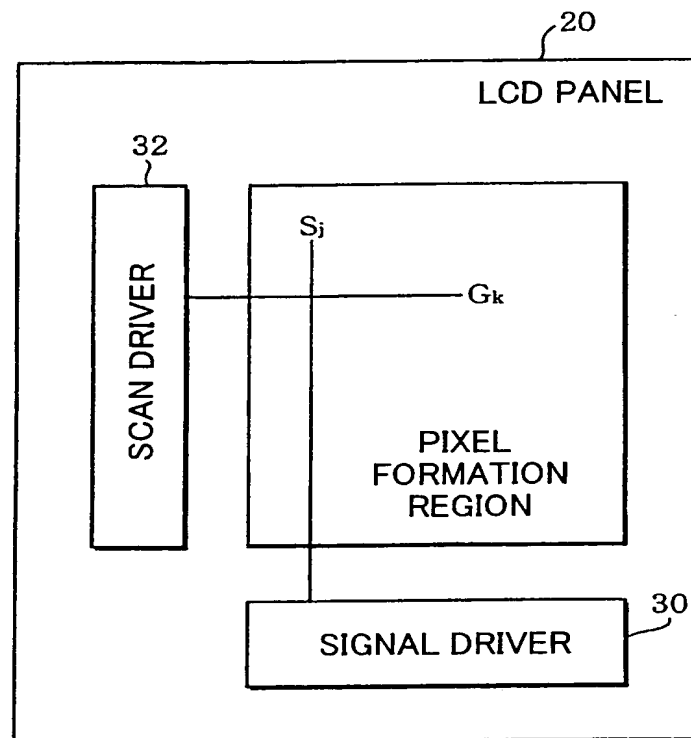 20
LCD PANEL
32
Sj
Gk
SCAN DRIVER
PIXEL
FORMATION
REGION
30
SIGNAL DRIVER